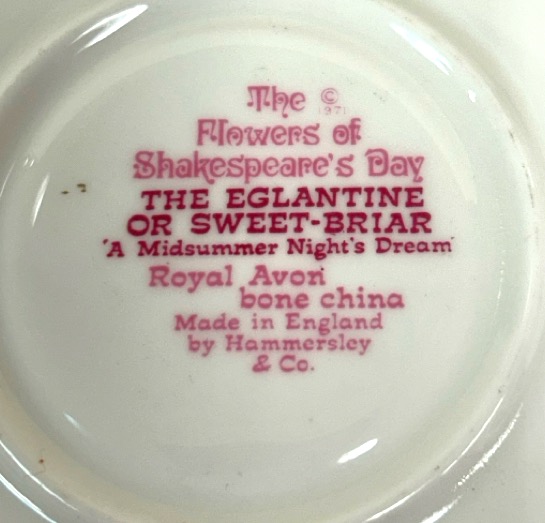 The ©
1971
Flowers of
Shakespeare's Day
THE EGLANTINE
OR SWEET-BRIAR
'A Midsummer Night's Dream'
Royal Avon
bone china
Made in England
by Hammersley
& Co.